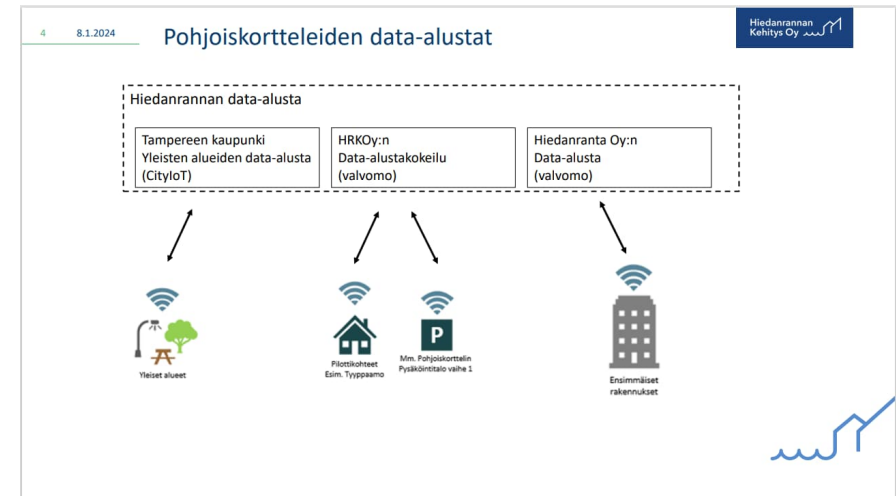 4
8.1.2024
Pohjoiskortteleiden data-alustat
Hiedanrannan
Kehitys Oy
Hiedanrannan data-alusta
Tampereen kaupunki
Yleisten alueiden data-alusta
(CityIoT)
HRKOy:n
Data-alustakokeilu
(valvomo)
Hiedanranta Oy:n
Data-alusta
(valvomo)
Yleiset alueet
Pilottikohteet
Esim. Tyyppaamo
P
Mm. Pohjoiskorttelin
Pysäköintitalo vaihe 1
Ensimmäiset
rakennukset